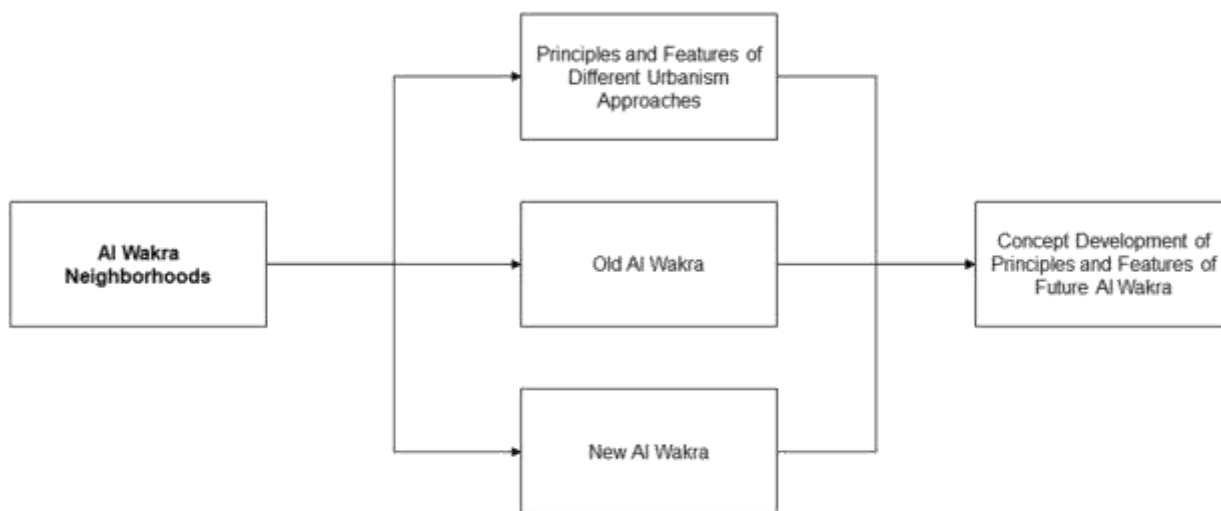 Principles and Features of
Different Urbanism
Approaches
Al Wakra
Neighborhoods
Old Al Wakra
Concept Development of
Principles and Features of
Future Al Wakra
New Al Wakra